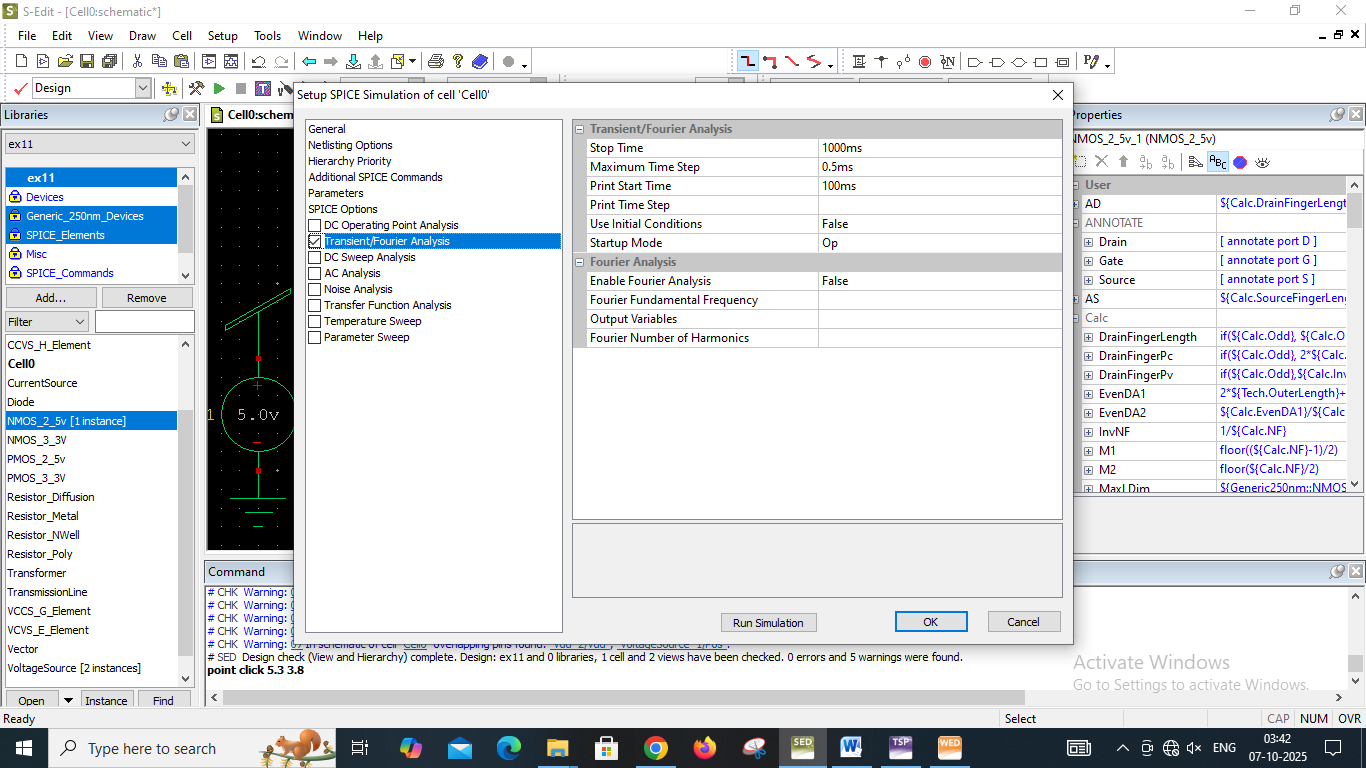 S-Edit - [Cell0:schematic*]
File Edit View Draw Cell Setup Tools Window Help
Design
Libraries
ex11
ex11
Devices
Generic_250nm_Devices
SPICE_Elements
Misc
SPICE_Commands
Add... Remove
Filter
CCVS_H_Element
Cell0
CurrentSource
Diode
NMOS_2_5v [1 instance]
NMOS_3_3V
PMOS_2_5v
PMOS_3_3V
Resistor_Diffusion
Resistor_Metal
Resistor_NWell
Resistor_Poly
Transformer
TransmissionLine
VCCS_G_Element
VCVS_E_Element
Vector
VoltageSource [2 instances]
Open Instance Find
Cell0:schem
1 5.0v
Setup SPICE Simulation of cell 'Cell0'
General
Netlisting Options
Hierarchy Priority
Additional SPICE Commands
Parameters
SPICE Options
DC Operating Point Analysis
Transient/Fourier Analysis
DC Sweep Analysis
AC Analysis
Noise Analysis
Transfer Function Analysis
Temperature Sweep
Parameter Sweep
Transient/Fourier Analysis
Stop Time 1000ms
Maximum Time Step 0.5ms
Print Start Time 100ms
Print Time Step
Use Initial Conditions False
Startup Mode Op
Fourier Analysis
Enable Fourier Analysis False
Fourier Fundamental Frequency
Output Variables
Fourier Number of Harmonics
Run Simulation OK Cancel
Properties
NMOS_2_5v_1 (NMOS_2_5v)
User
AD ${Calc.DrainFingerLengt
ANNOTATE
Drain [ annotate port D ]
Gate [ annotate port G ]
Source [ annotate port S ]
AS ${Calc.SourceFingerLen
Calc
DrainFingerLength if(${Calc.Odd}, ${Calc.O
DrainFingerPc if(${Calc.Odd}, 2*${Calc.
DrainFingerPv if(${Calc.Odd},${Calc.Inv
EvenDA1 2*${Tech.OuterLength}+
EvenDA2 ${Calc.EvenDA1}/${Calc
InvNF 1/${Calc.NF}
M1 floor((${Calc.NF}-1)/2)
M2 floor(${Calc.NF}/2)
MaxLDim ${Generic250nm::NMOS
Command
# CHK Warning:
# CHK Warning:
# CHK Warning:
# CHK Warning:
# CHK Warning: in schematic of cell 'Cell0' overlapping pins found:
# SED Design check (View and Hierarchy) complete. Design: ex11 and 0 libraries, 1 cell and 2 views have been checked. 0 errors and 5 warnings were found.
point click 5.3 3.8
Activate Windows
Go to Settings to activate Windows.
Ready Select CAP NUM OVR
Type here to search
SED TSP WED
ENG
03:42
07-10-2025